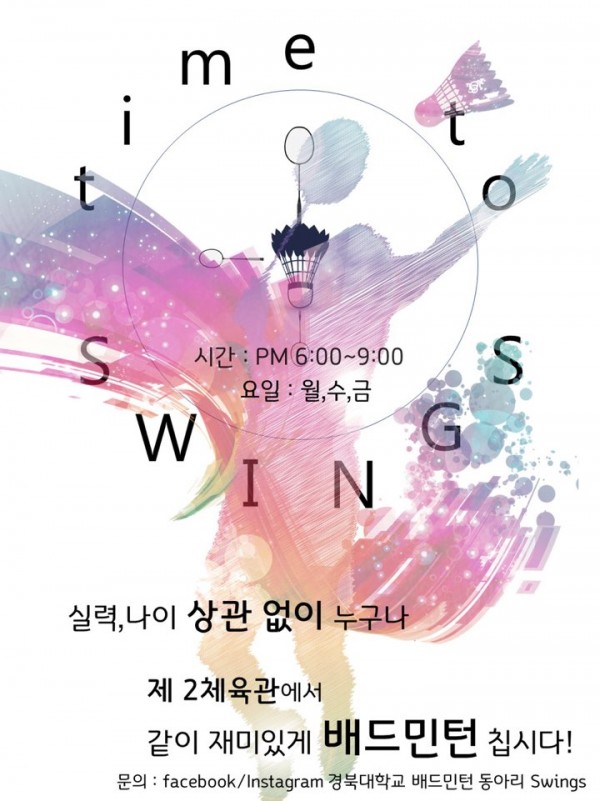 time to
SWINGS
시간 : PM 6:00~9:00
요일 : 월,수,금
실력,나이 상관 없이 누구나
제 2체육관에서
같이 재미있게 배드민턴 칩시다!
문의 : facebook/Instagram 경북대학교 배드민턴 동아리 Swings